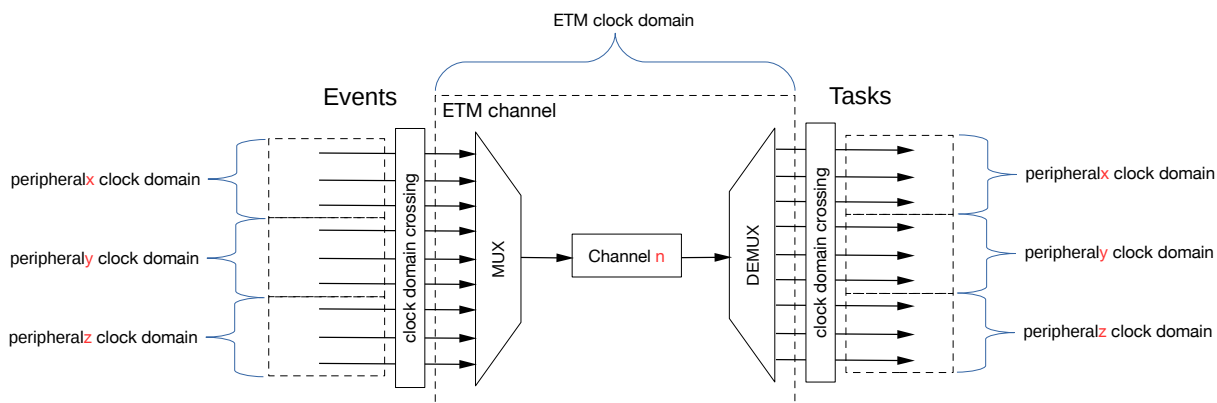 ETM clock domain
Events
Tasks
ETM channel
peripheralx clock domain
peripheraly clock domain
peripheralz clock domain
clock domain crossing
MUX
Channel n
DEMUX
clock domain crossing
peripheralx clock domain
peripheraly clock domain
peripheralz clock domain